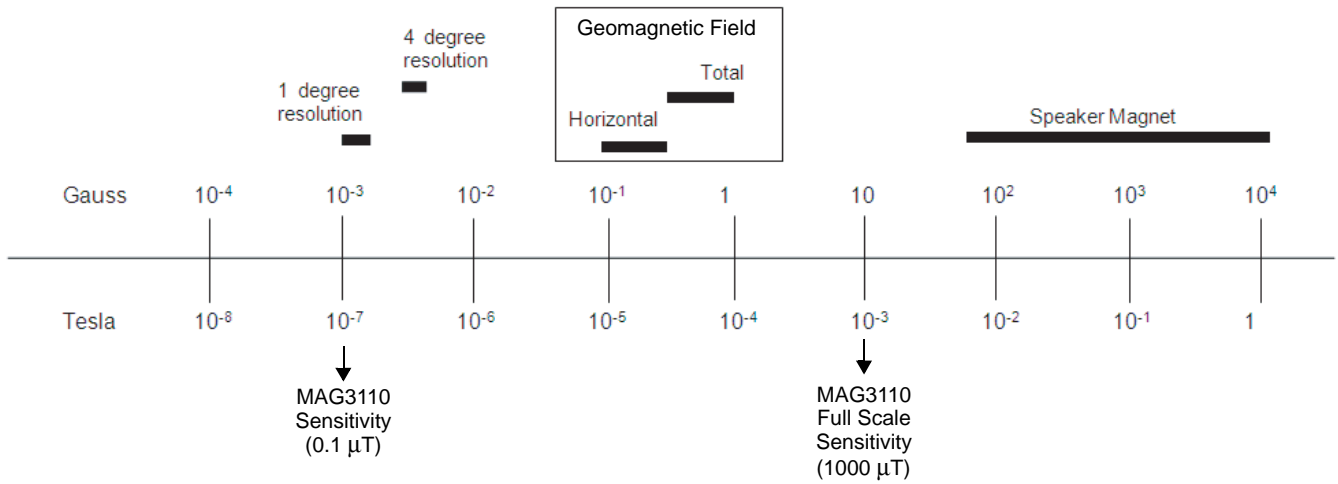 Geomagnetic Field
4 degree
resolution
Total
1 degree
resolution
Horizontal
Speaker Magnet
Gauss 10⁻⁴ 10⁻³ 10⁻² 10⁻¹ 1 10 10² 10³ 10⁴
Tesla 10⁻⁸ 10⁻⁷ 10⁻⁶ 10⁻⁵ 10⁻⁴ 10⁻³ 10⁻² 10⁻¹ 1
MAG3110
Sensitivity
(0.1 μT)
MAG3110
Full Scale
Sensitivity
(1000 μT)